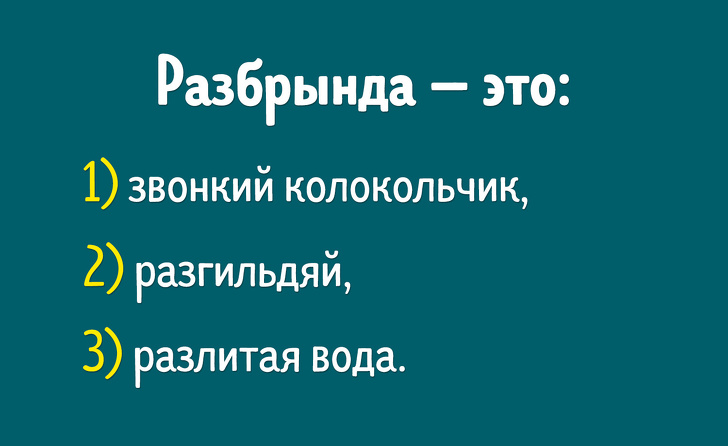 Разбрында — это:
1) звонкий колокольчик,
2) разгильдяй,
3) разлитая вода.